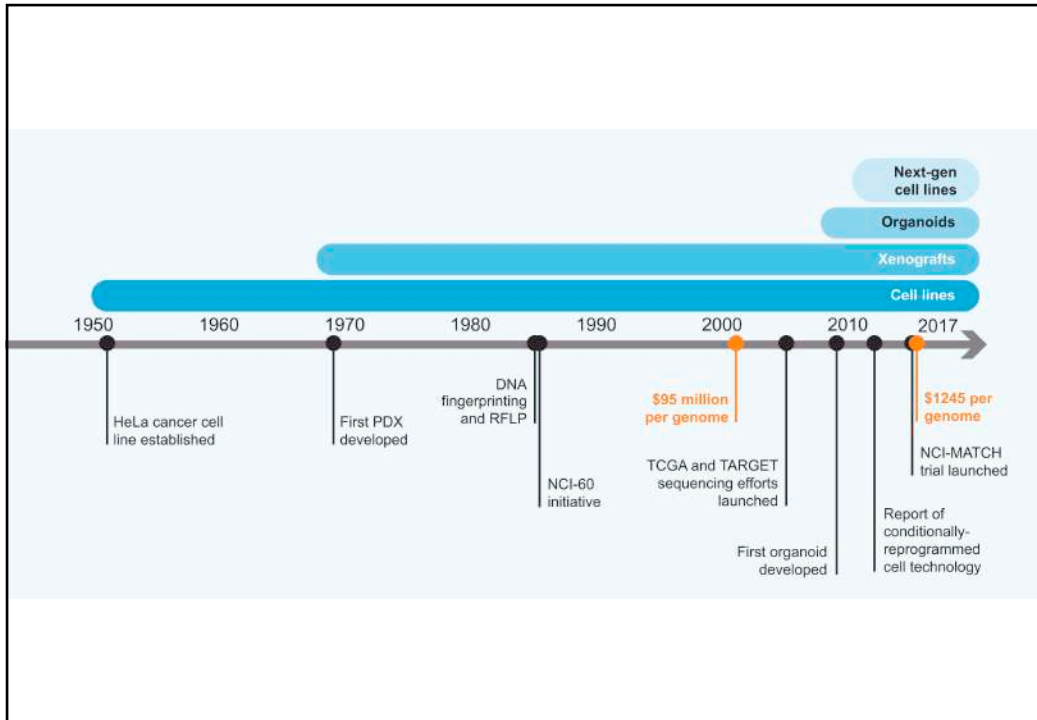 Next-gen
cell lines
Organoids
Xenografts
Cell lines
1950
1960
1970
1980
1990
2000
2010
2017
HeLa cancer cell
line established
First PDX
developed
DNA
fingerprinting
and RFLP
NCI-60
initiative
$95 million
per genome
TCGA and TARGET
sequencing efforts
launched
First organoid
developed
Report of
conditionally-
reprogrammed
cell technology
$1245 per
genome
NCI-MATCH
trial launched